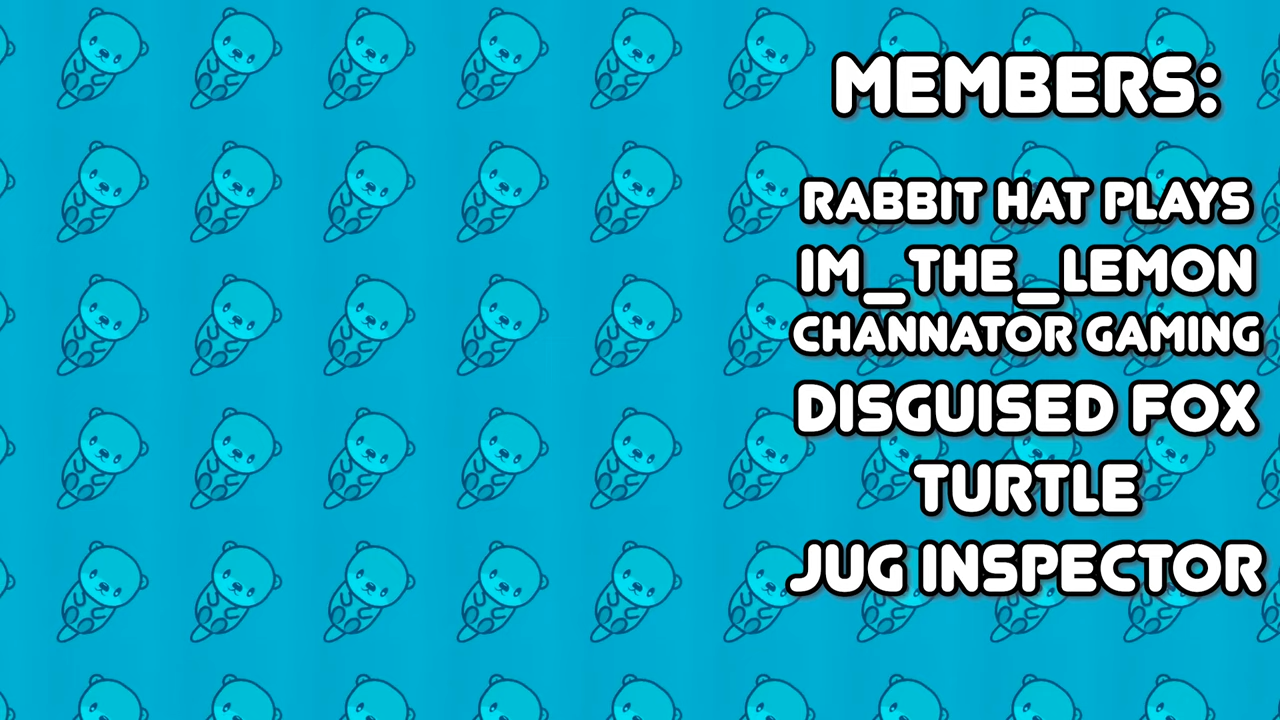 MEMBERS:
RABBIT HAT PLAYS
IM_THE_LEMON
CHANNATOR GAMING
DISGUISED FOX
TURTLE
JUG INSPECTOR